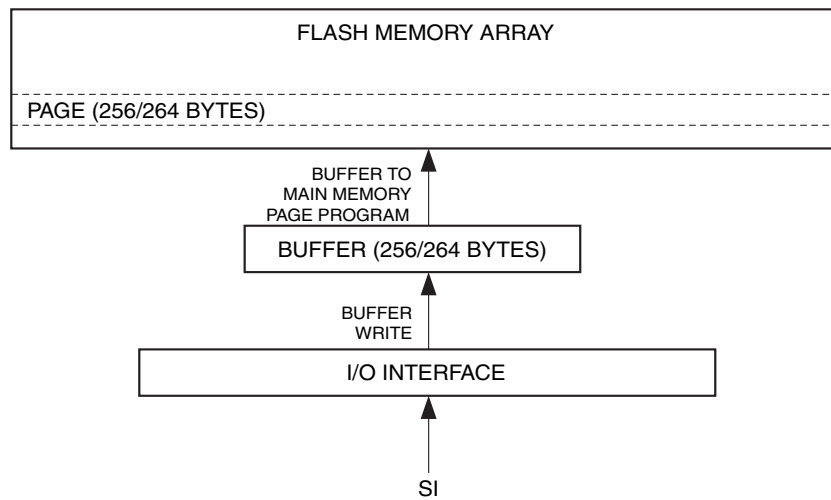 FLASH MEMORY ARRAY
PAGE (256/264 BYTES)
BUFFER TO
MAIN MEMORY
PAGE PROGRAM
BUFFER (256/264 BYTES)
BUFFER
WRITE
I/O INTERFACE
SI